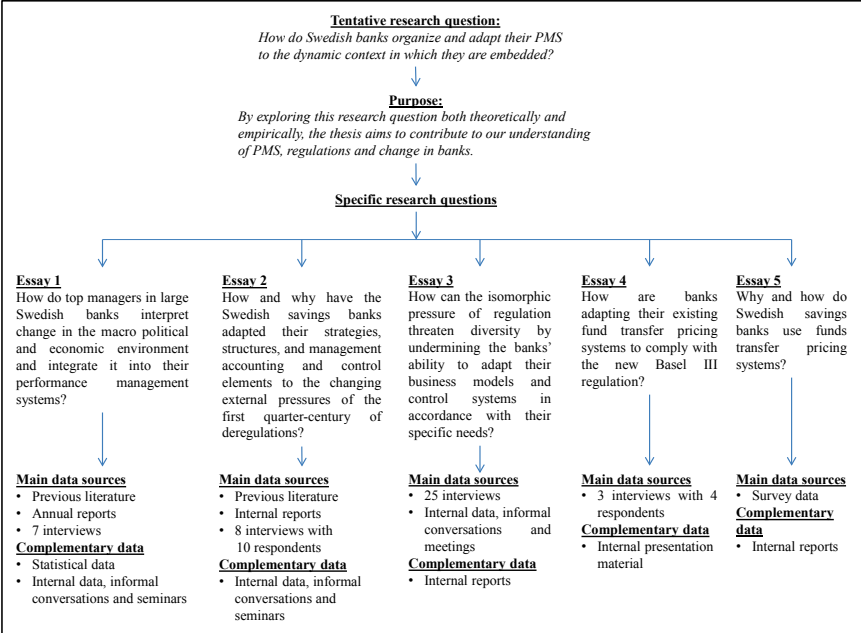 Tentative research question:
How do Swedish banks organize and adapt their PMS
to the dynamic context in which they are embedded?
Purpose:
By exploring this research question both theoretically and
empirically, the thesis aims to contribute to our understanding
of PMS, regulations and change in banks.
Specific research questions
Essay 1
How do top managers in large
Swedish banks interpret
change in the macro political
and economic environment
and integrate it into their
performance management
systems?
Main data sources
• Previous literature
• Annual reports
• 7 interviews
Complementary data
• Statistical data
• Internal data, informal
conversations and seminars
Essay 2
How and why have the
Swedish savings banks
adapted their strategies,
structures, and management
accounting and control
elements to the changing
external pressures of the
first quarter-century of
deregulations?
Main data sources
• Previous literature
• Internal reports
• 8 interviews with
10 respondents
Complementary data
• Internal data, informal
conversations and
seminars
Essay 3
How can the isomorphic
pressure of regulation
threaten diversity by
undermining the banks’
ability to adapt their
business models and
control systems in
accordance with their
specific needs?
Main data sources
• 25 interviews
• Internal data, informal
conversations and
meetings
Complementary data
• Internal reports
Essay 4
How are banks
adapting their existing
fund transfer pricing
systems to comply with
the new Basel III
regulation?
Main data sources
• 3 interviews with 4
respondents
Complementary data
• Internal presentation
material
Essay 5
Why and how do
Swedish savings
banks use funds
transfer pricing
systems?
Main data sources
• Survey data
Complementary
data
• Internal reports